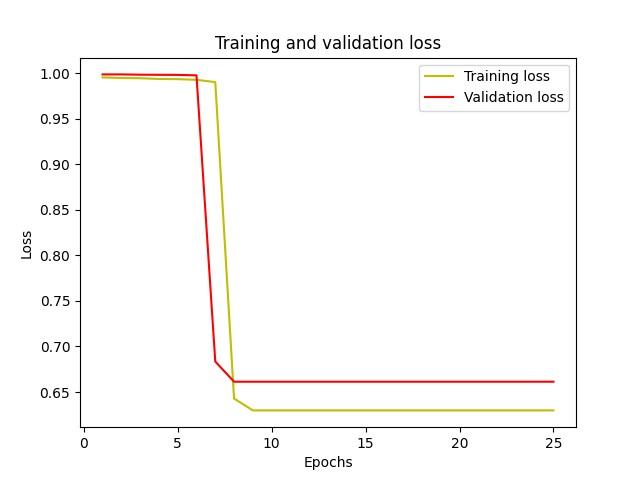 Training and validation loss
Training loss
Validation loss
1.00
0.95
0.90
0.85
0.80
0.75
0.70
0.65
Loss
0 5 10 15 20 25
Epochs